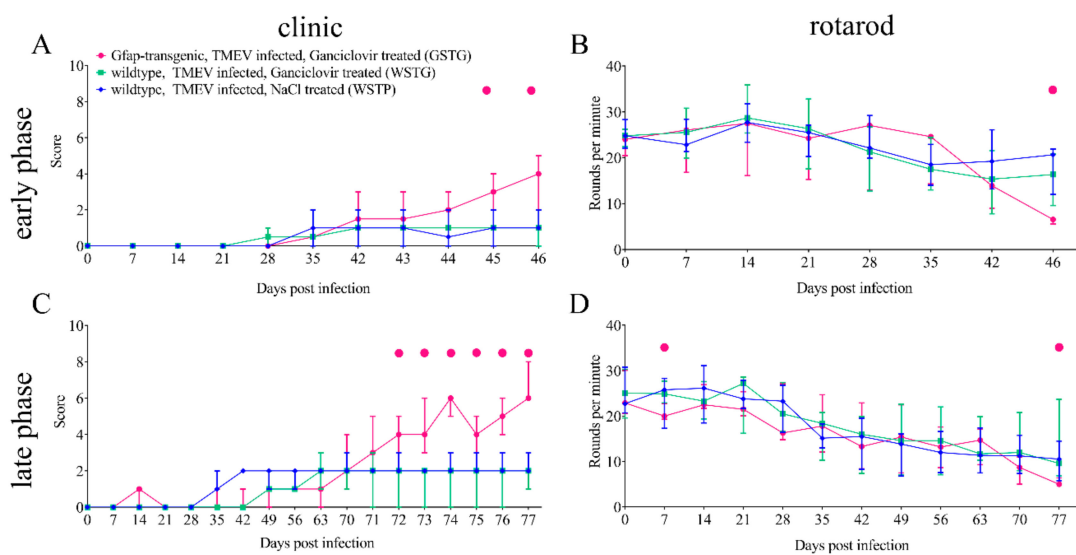 clinic
rotarod
A
Gfap-transgenic, TMEV infected, Ganciclovir treated (GSTG)
wildtype, TMEV infected, Ganciclovir treated (WSTG)
wildtype, TMEV infected, NaCl treated (WSTP)
early phase
Score
10
8
6
4
2
0
0 7 14 21 28 35 42 43 44 45 46
Days post infection
B
Rounds per minute
40
30
20
10
0
0 7 14 21 28 35 42 46
Days post infection
C
late phase
Score
10
8
6
4
2
0
0 7 14 21 28 35 42 49 56 63 70 71 72 73 74 75 76 77
Days post infection
D
Rounds per minute
40
30
20
10
0
0 7 14 21 28 35 42 49 56 63 70 77
Days post infection